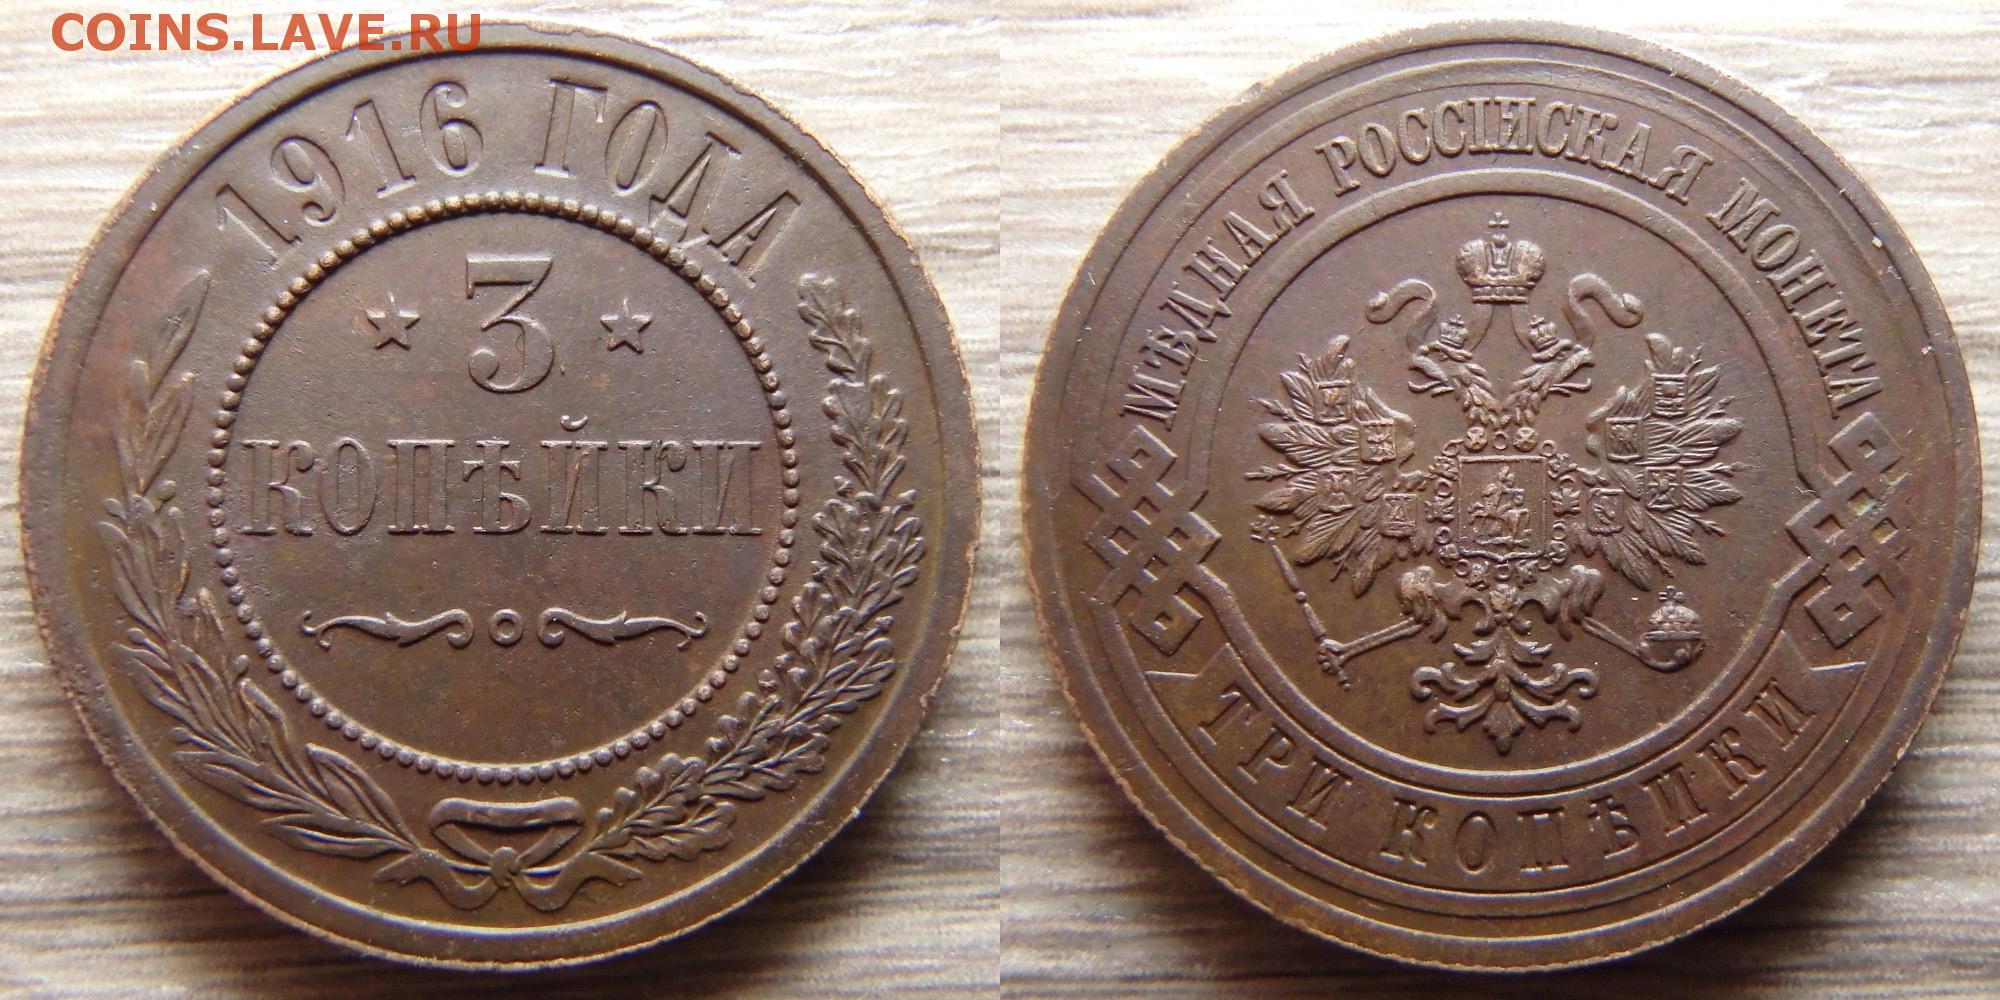 COINS.LAVE.RU
1916 ГОДА
3
КОПѢЙКИ
МѢДНАЯ РОССІЙСКАЯ МОНЕТА
ТРИ КОПѢЙКИ